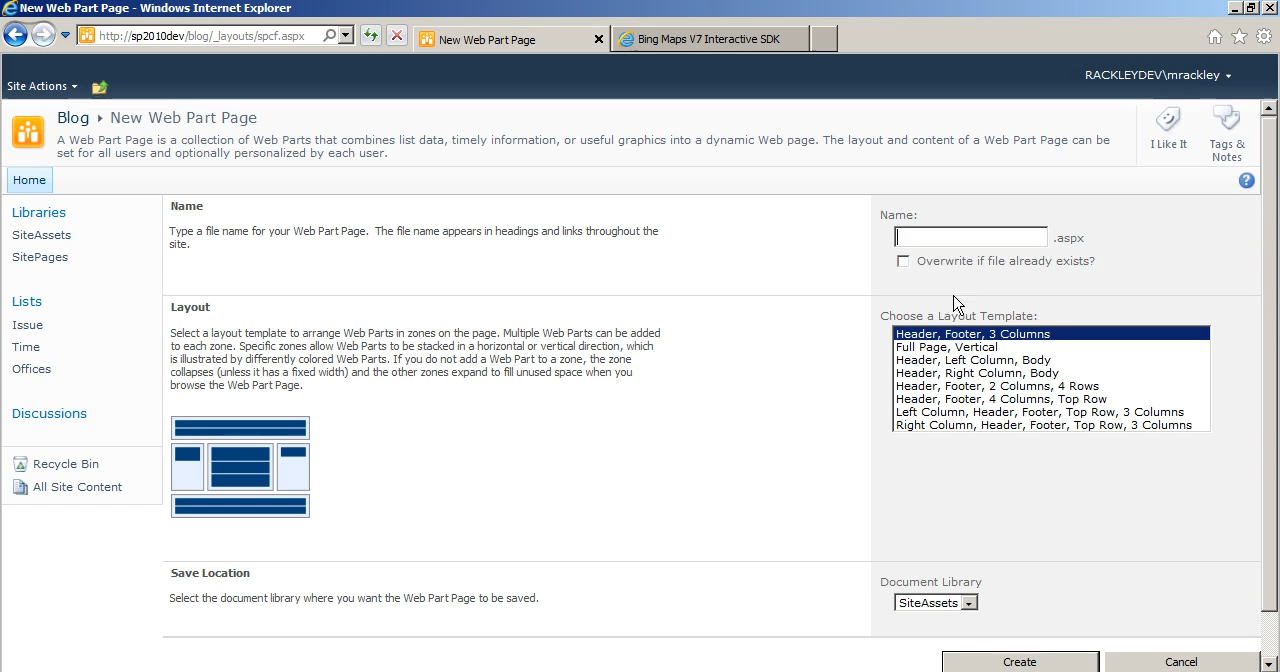 New Web Part Page - Windows Internet Explorer
http://sp2010dev/blog/_layouts/spcf.aspx
New Web Part Page
Bing Maps V7 Interactive SDK
Site Actions
RACKLEYDEV\mrackley
Blog New Web Part Page
A Web Part Page is a collection of Web Parts that combines list data, timely information, or useful graphics into a dynamic Web page. The layout and content of a Web Part Page can be
set for all users and optionally personalized by each user.
I Like It
Tags &
Notes
Home
Libraries
SiteAssets
SitePages
Lists
Issue
Time
Offices
Discussions
Recycle Bin
All Site Content
Name
Type a file name for your Web Part Page. The file name appears in headings and links throughout the
site.
Name:
.aspx
Overwrite if file already exists?
Layout
Select a layout template to arrange Web Parts in zones on the page. Multiple Web Parts can be added
to each zone. Specific zones allow Web Parts to be stacked in a horizontal or vertical direction, which
is illustrated by differently colored Web Parts. If you do not add a Web Part to a zone, the zone
collapses (unless it has a fixed width) and the other zones expand to fill unused space when you
browse the Web Part Page.
Choose a Layout Template:
Header, Footer, 3 Columns
Full Page, Vertical
Header, Left Column, Body
Header, Right Column, Body
Header, Footer, 2 Columns, 4 Rows
Header, Footer, 4 Columns, Top Row
Left Column, Header, Footer, Top Row, 3 Columns
Right Column, Header, Footer, Top Row, 3 Columns
Save Location
Select the document library where you want the Web Part Page to be saved.
Document Library
SiteAssets
Create
Cancel